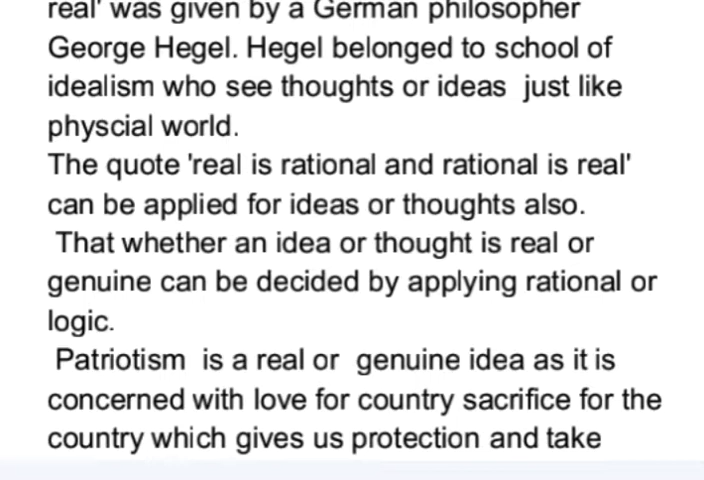 real' was given by a German philosopher
George Hegel. Hegel belonged to school of
idealism who see thoughts or ideas  just like
physcial world.
The quote 'real is rational and rational is real'
can be applied for ideas or thoughts also.
That whether an idea or thought is real or
genuine can be decided by applying rational or
logic.
Patriotism  is a real or  genuine idea as it is
concerned with love for country sacrifice for the
country which gives us protection and take